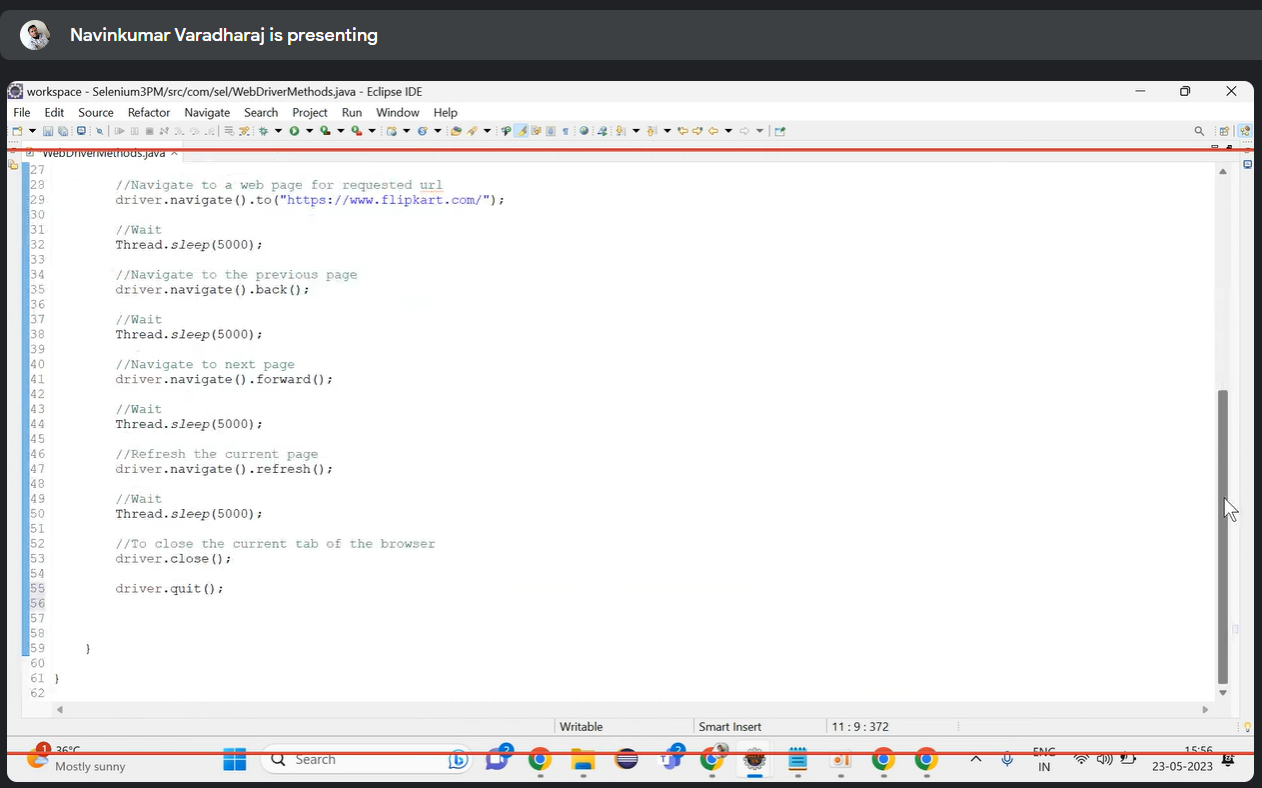 Navinkumar Varadharaj is presenting
workspace - Selenium3PM/src/com/sel/WebDriverMethods.java - Eclipse IDE
File Edit Source Refactor Navigate Search Project Run Window Help
WebDriverMethods.java
27
28 //Navigate to a web page for requested url
29 driver.navigate().to("https://www.flipkart.com/");
30
31 //Wait
32 Thread.sleep(5000);
33
34 //Navigate to the previous page
35 driver.navigate().back();
36
37 //Wait
38 Thread.sleep(5000);
39
40 //Navigate to next page
41 driver.navigate().forward();
42
43 //Wait
44 Thread.sleep(5000);
45
46 //Refresh the current page
47 driver.navigate().refresh();
48
49 //Wait
50 Thread.sleep(5000);
51
52 //To close the current tab of the browser
53 driver.close();
54
55 driver.quit();
56
57
58
59 }
60
61 }
62
Writable Smart Insert 11 : 9 : 372
1 36°C
Mostly sunny
Search
2
2
ENG
IN
15:56
23-05-2023